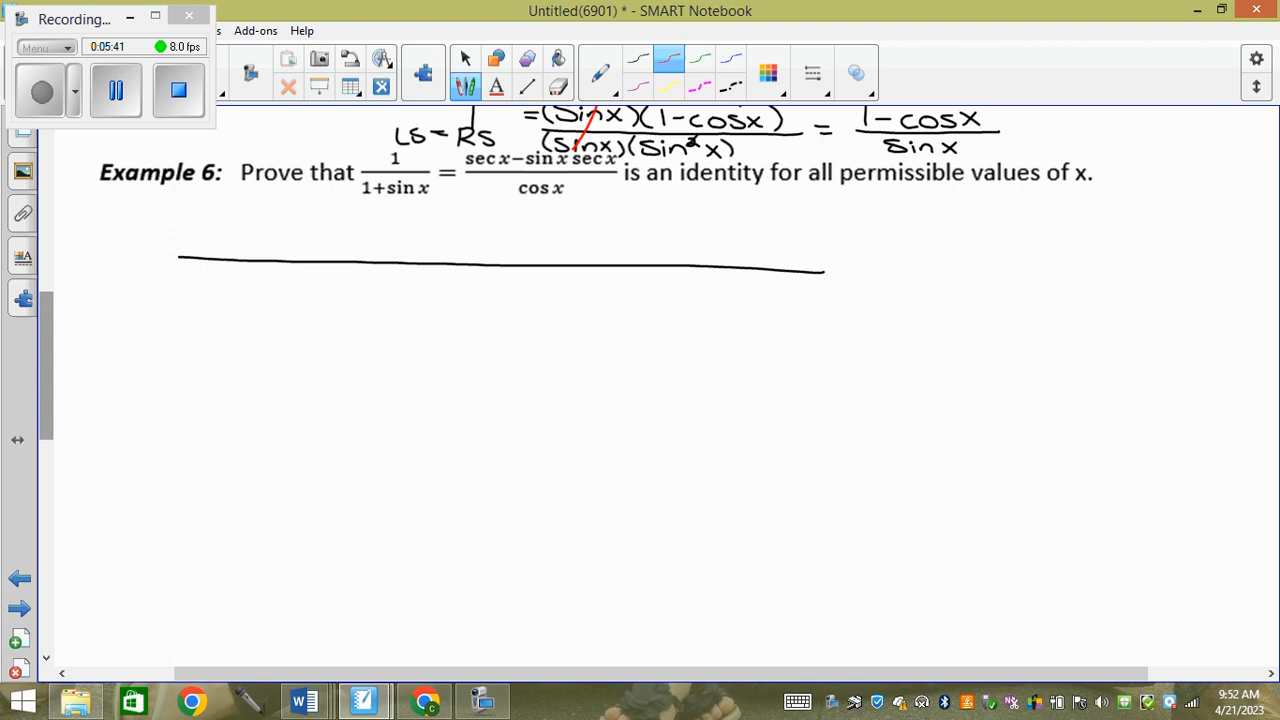 Untitled(6901) * - SMART Notebook
Recording...
Menu 0:05:41 8.0 fps
Add-ons Help
= (sinx)(1-cosx) / (sinx)(sin²x) = 1-cosx / sinx
LS = RS
Example 6: Prove that 1/(1+sin x) = (sec x−sin x sec x)/(cos x) is an identity for all permissible values of x.
9:52 AM
4/21/2023